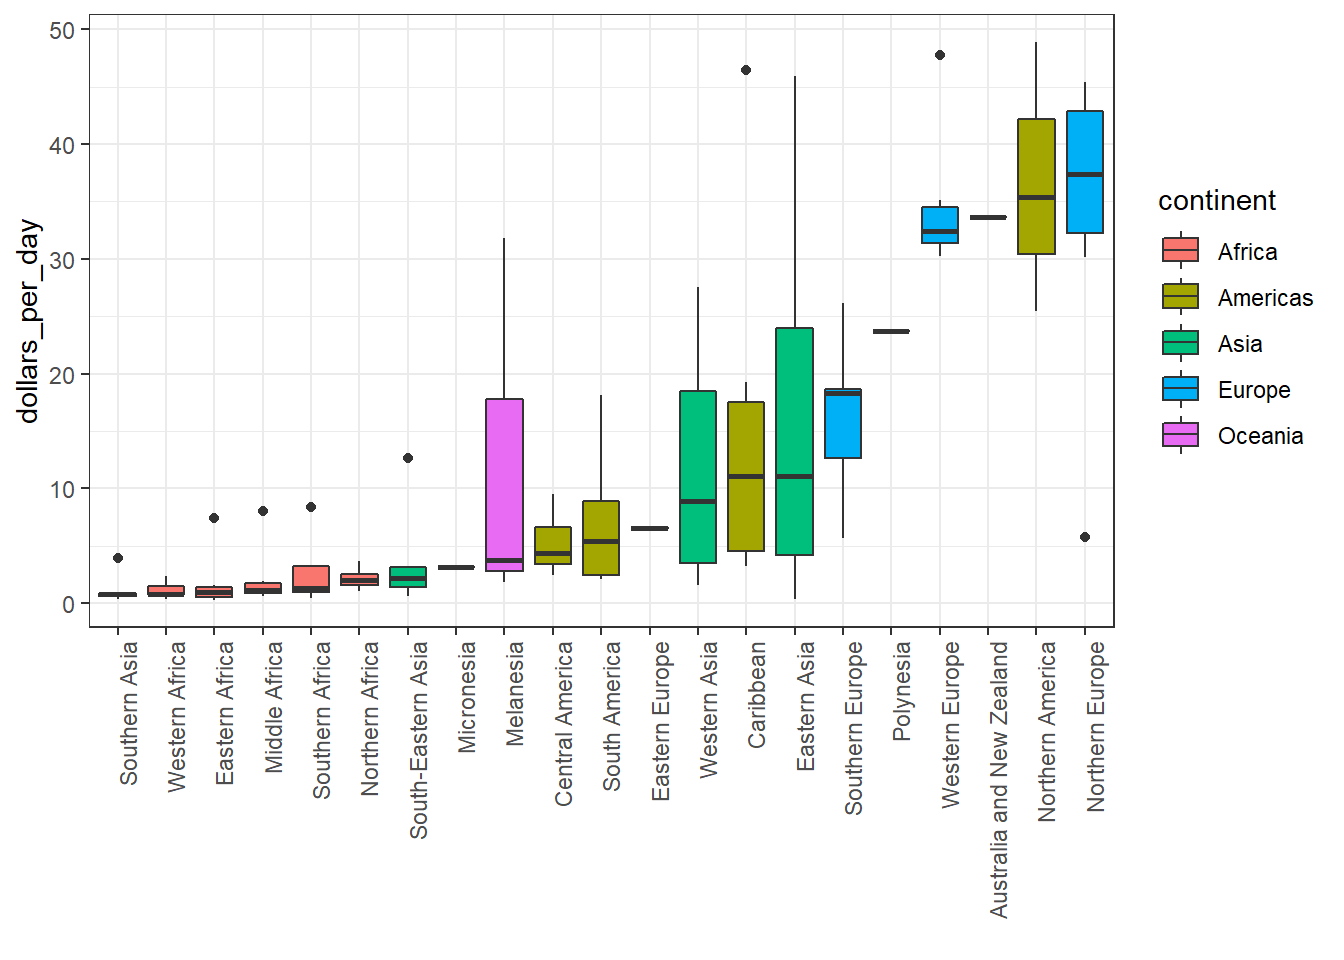 50
40
30
20
10
0
dollars_per_day
Southern Asia
Western Africa
Eastern Africa
Middle Africa
Southern Africa
Northern Africa
South-Eastern Asia
Micronesia
Melanesia
Central America
South America
Eastern Europe
Western Asia
Caribbean
Eastern Asia
Southern Europe
Polynesia
Western Europe
Australia and New Zealand
Northern America
Northern Europe
continent
Africa
Americas
Asia
Europe
Oceania